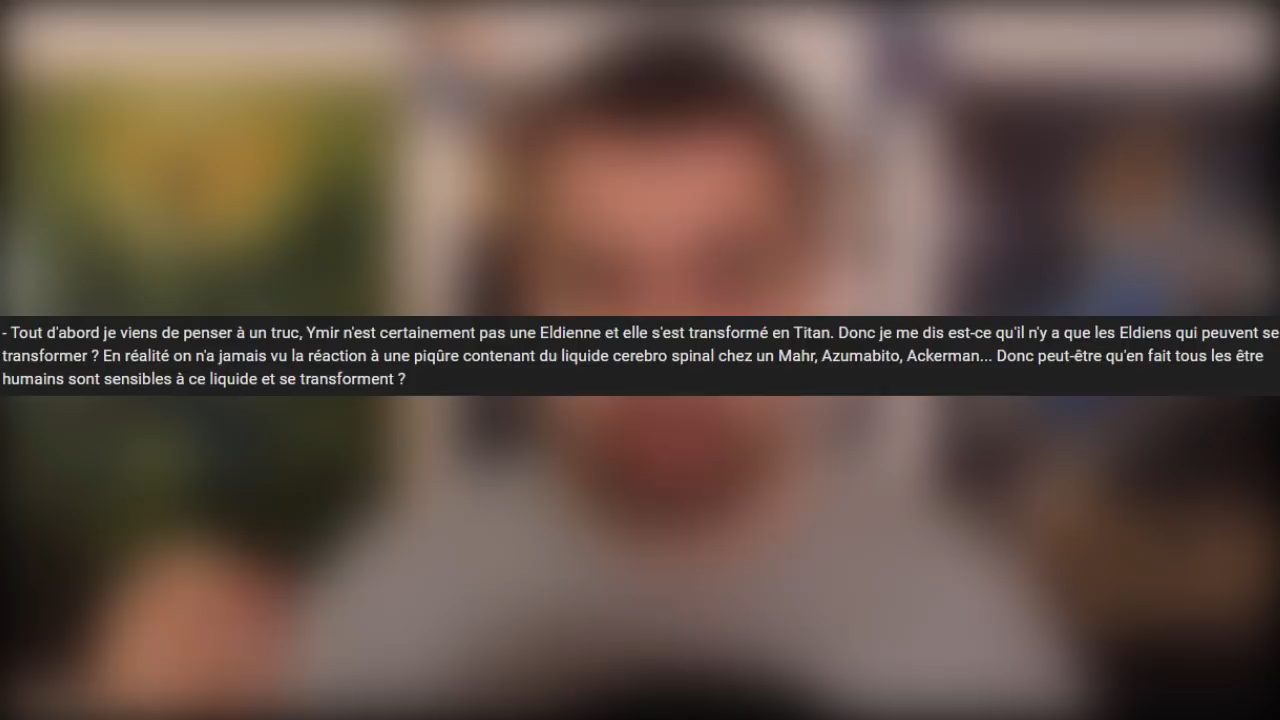 - Tout d'abord je viens de penser à un truc, Ymir n'est certainement pas une Eldienne et elle s'est transformé en Titan. Donc je me dis est-ce qu'il n'y a que les Eldiens qui peuvent se
transformer ? En réalité on n'a jamais vu la réaction à une piqûre contenant du liquide cerebro spinal chez un Mahr, Azumabito, Ackerman... Donc peut-être qu'en fait tous les être
humains sont sensibles à ce liquide et se transforment ?